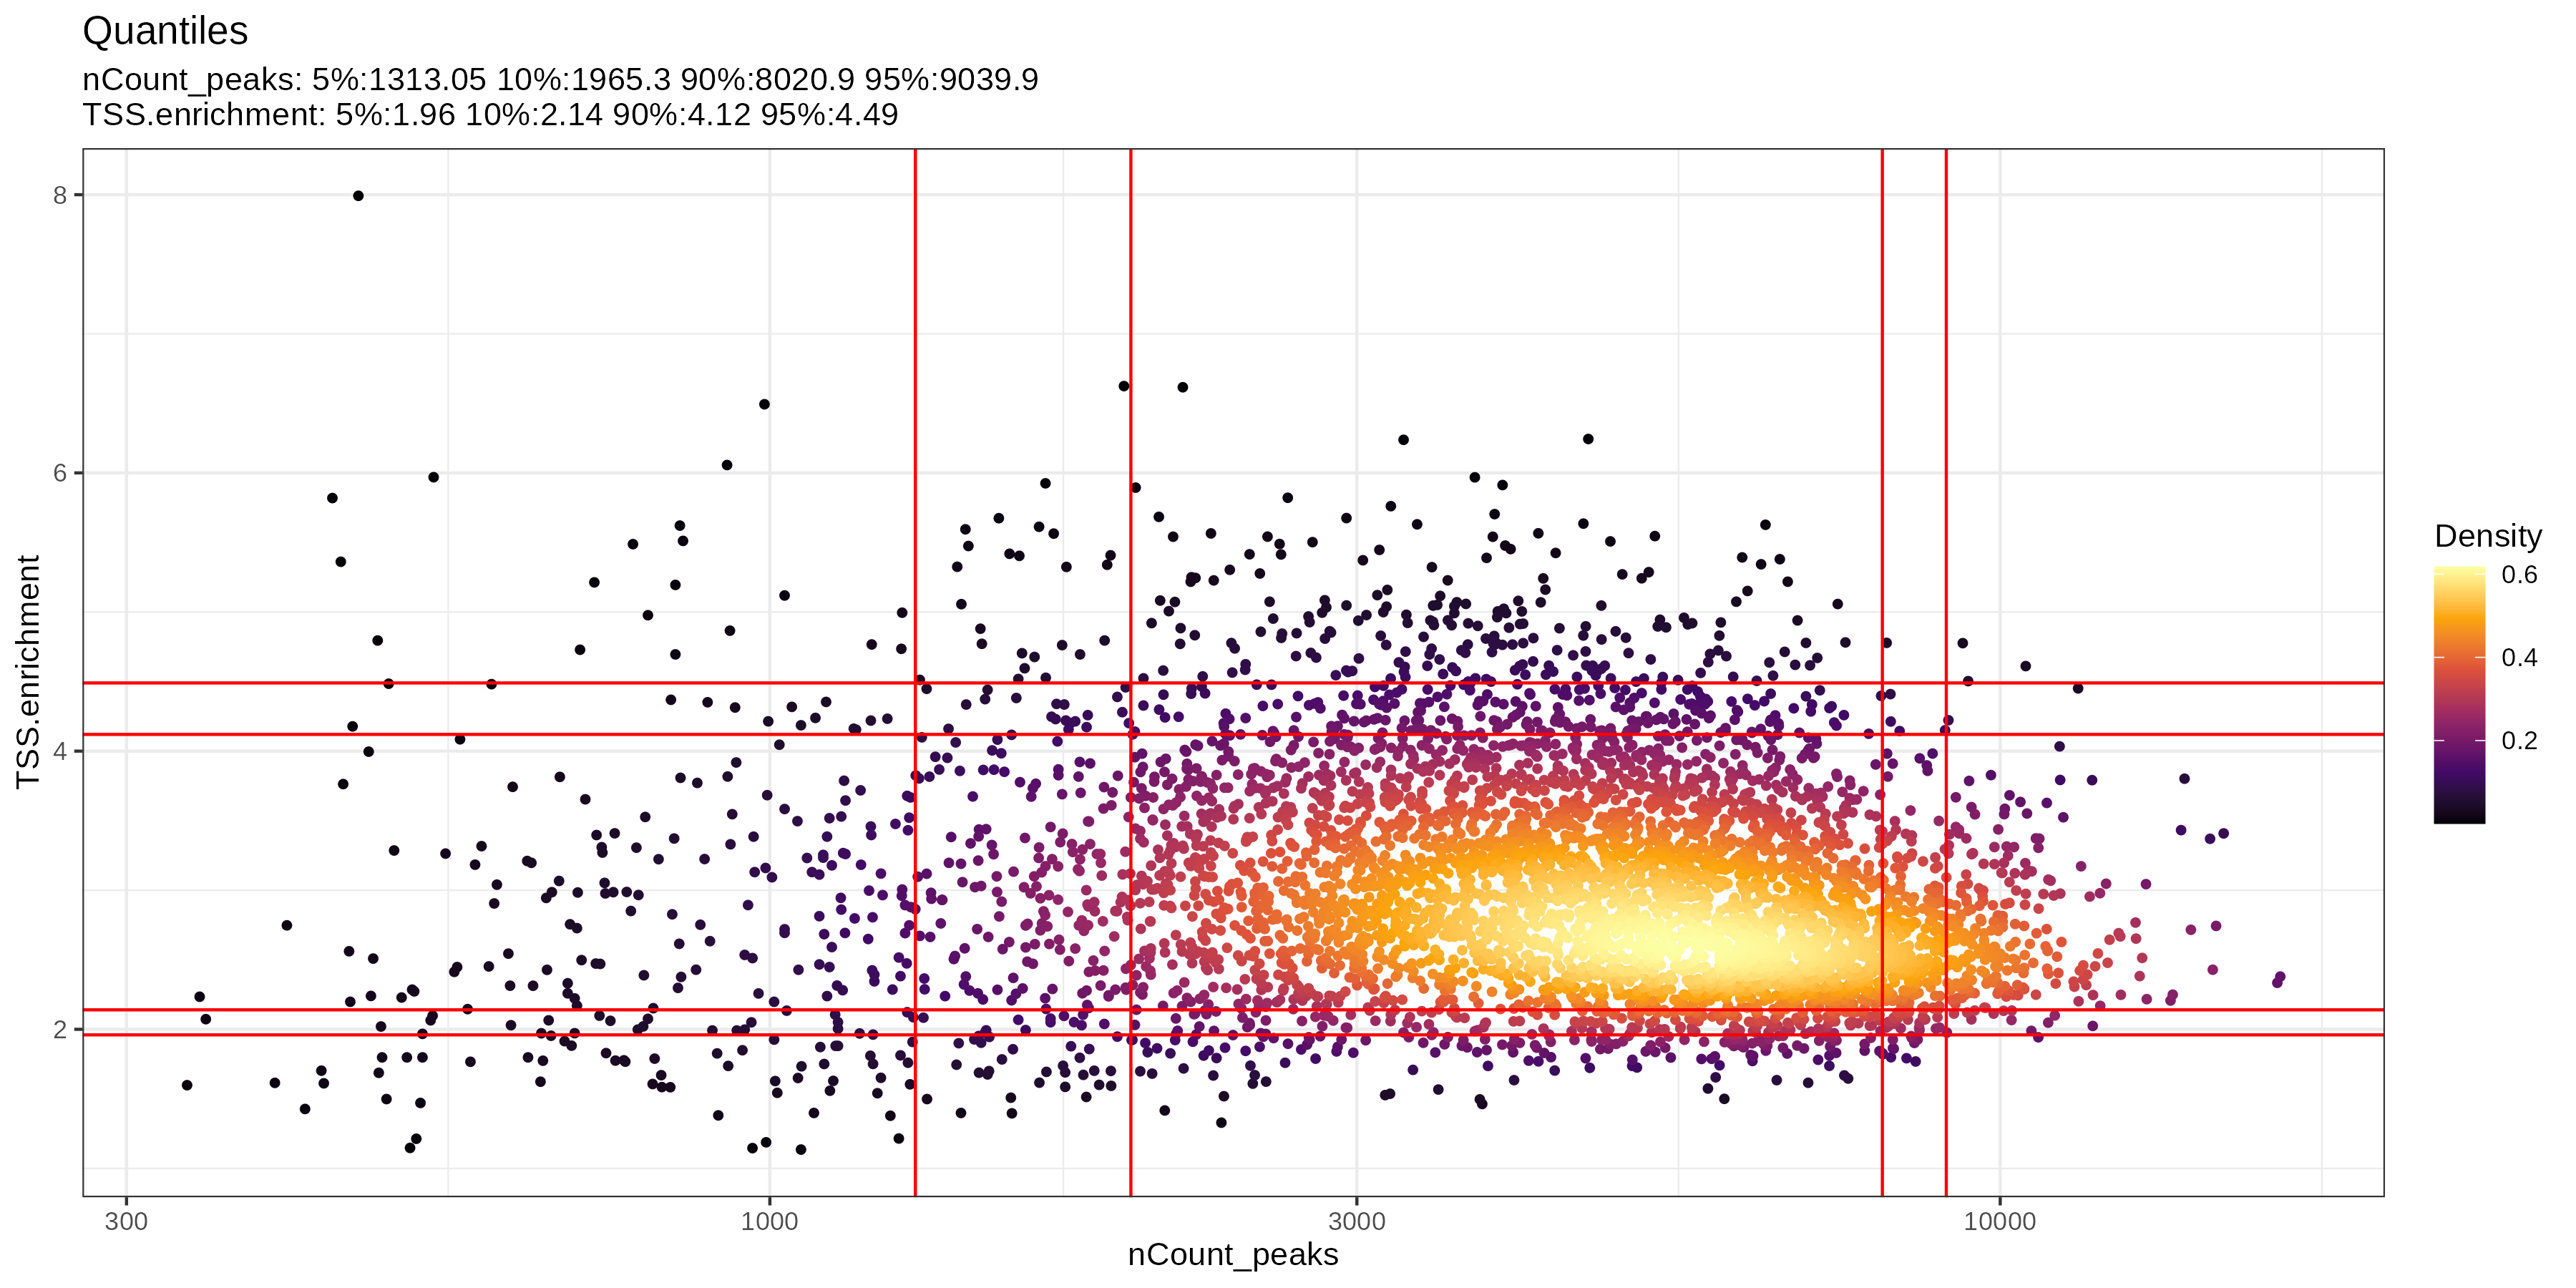 Quantiles
nCount_peaks: 5%:1313.05 10%:1965.3 90%:8020.9 95%:9039.9
TSS.enrichment: 5%:1.96 10%:2.14 90%:4.12 95%:4.49
8
6
4
2
TSS.enrichment
300
1000
3000
10000
nCount_peaks
Density
0.6
0.4
0.2